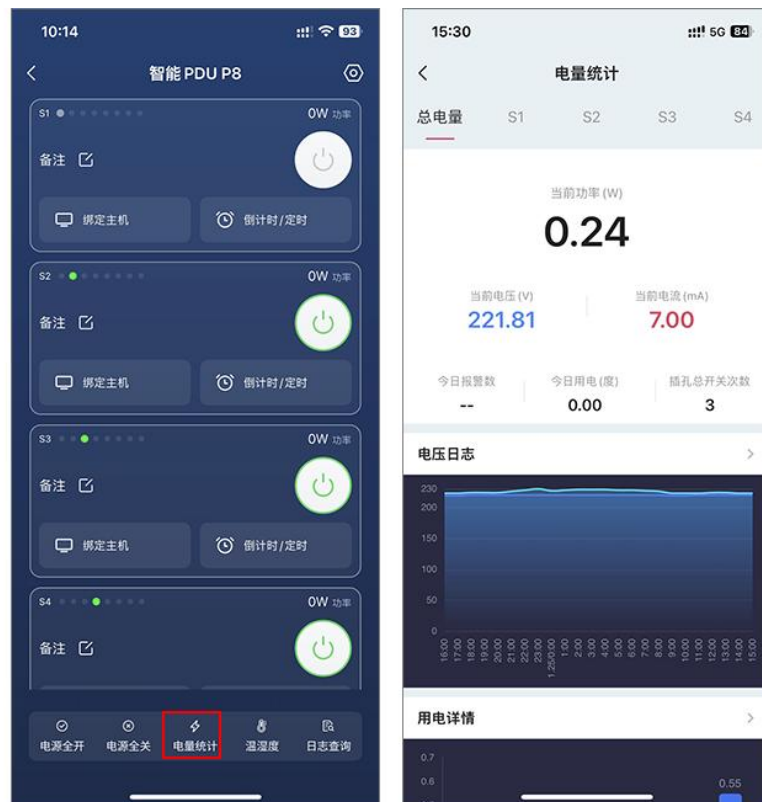 10:14
93
智能 PDU P8
S1
0W 功率
备注
绑定主机
倒计时/定时
S2
0W 功率
备注
绑定主机
倒计时/定时
S3
0W 功率
备注
绑定主机
倒计时/定时
S4
0W 功率
备注
电源全开
电源全关
电量统计
温湿度
日志查询
15:30
5G 84
电量统计
总电量 S1 S2 S3 S4
当前功率 (W)
0.24
当前电压 (V) 当前电流 (mA)
221.81 7.00
今日报警数 今日用电 (度) 插孔总开关次数
-- 0.00 3
电压日志
230
200
150
100
50
0
16:00 17:00 18:00 19:00 20:00 21:00 22:00 23:00 1.25/0:00 1:00 2:00 3:00 4:00 5:00 6:00 7:00 8:00 9:00 10:00 11:00 12:00 13:00 14:00 15:00
用电详情
0.7
0.6
0.55